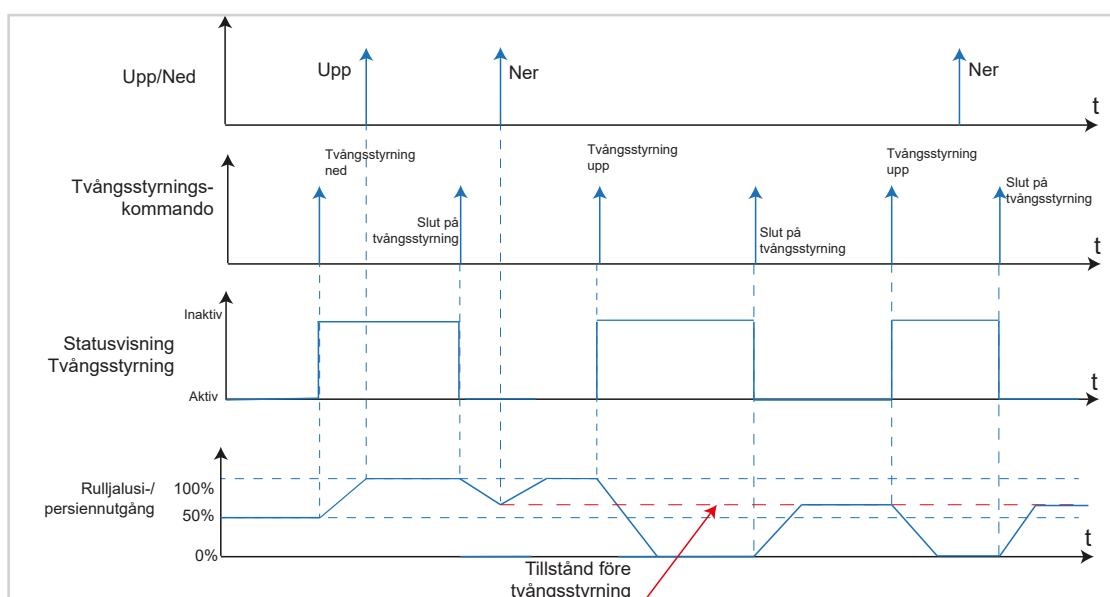 Upp/Ned
Upp
Ner
Ner
t
Tvångsstyrnings-
kommando
Tvångsstyrning
ned
Slut på
tvångsstyrning
Tvångsstyrning
upp
Slut på
tvångsstyrning
Tvångsstyrning
upp
Slut på
tvångsstyrning
t
Statusvisning
Tvångsstyrning
Inaktiv
Aktiv
t
Rulljalusi-/
persiennutgång
100%
50%
0%
t
Tillstånd före
tvångsstyrning